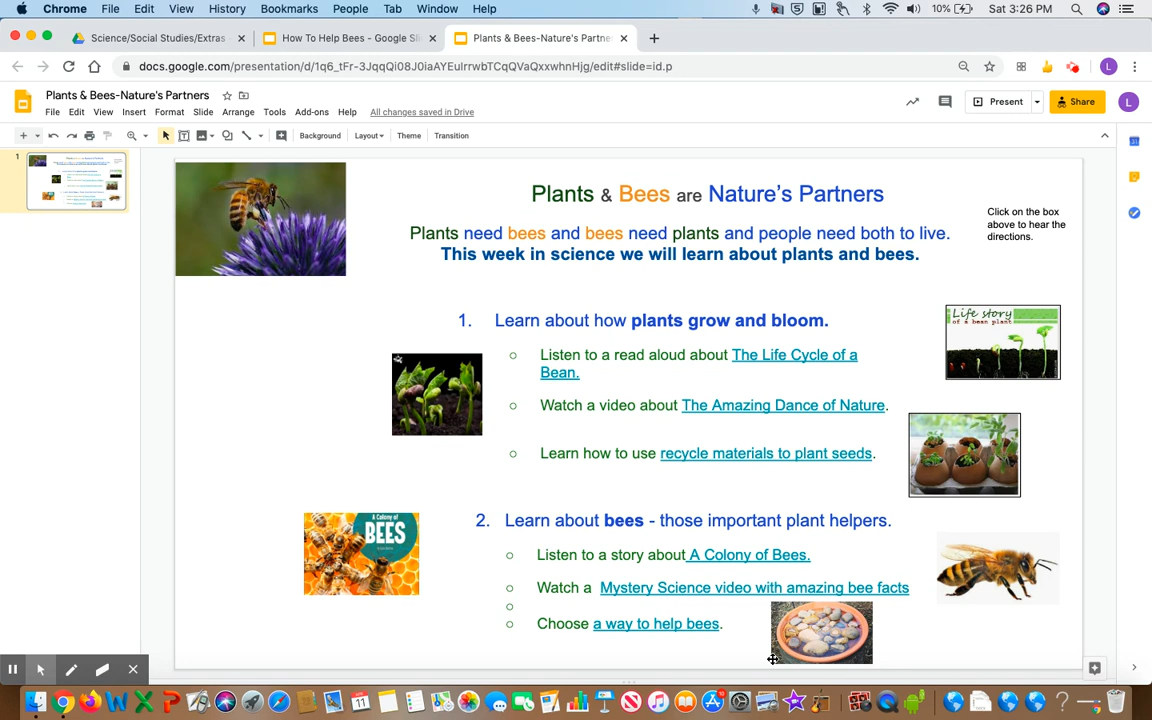 Chrome File Edit View History Bookmarks People Tab Window Help 10% Sat 3:26 PM
Science/Social Studies/Extras How To Help Bees - Google Sli Plants & Bees-Nature's Partne
docs.google.com/presentation/d/1q6_tFr-3JqqQi08J0iaAYEulrrwbTCqQVaQxxwhnHjg/edit#slide=id.p L
Plants & Bees-Nature's Partners
File Edit View Insert Format Slide Arrange Tools Add-ons Help All changes saved in Drive
Present Share L
Background Layout Theme Transition
1
Plants & Bees are Nature's Partners
Click on the box
above to hear the
directions.
Plants need bees and bees need plants and people need both to live.
This week in science we will learn about plants and bees.
1. Learn about how plants grow and bloom.
Life story
of a bean plant
Listen to a read aloud about The Life Cycle of a
Bean.
Watch a video about The Amazing Dance of Nature.
Learn how to use recycle materials to plant seeds.
2. Learn about bees - those important plant helpers.
A Colony of
BEES
Listen to a story about A Colony of Bees.
Watch a Mystery Science video with amazing bee facts
Choose a way to help bees.